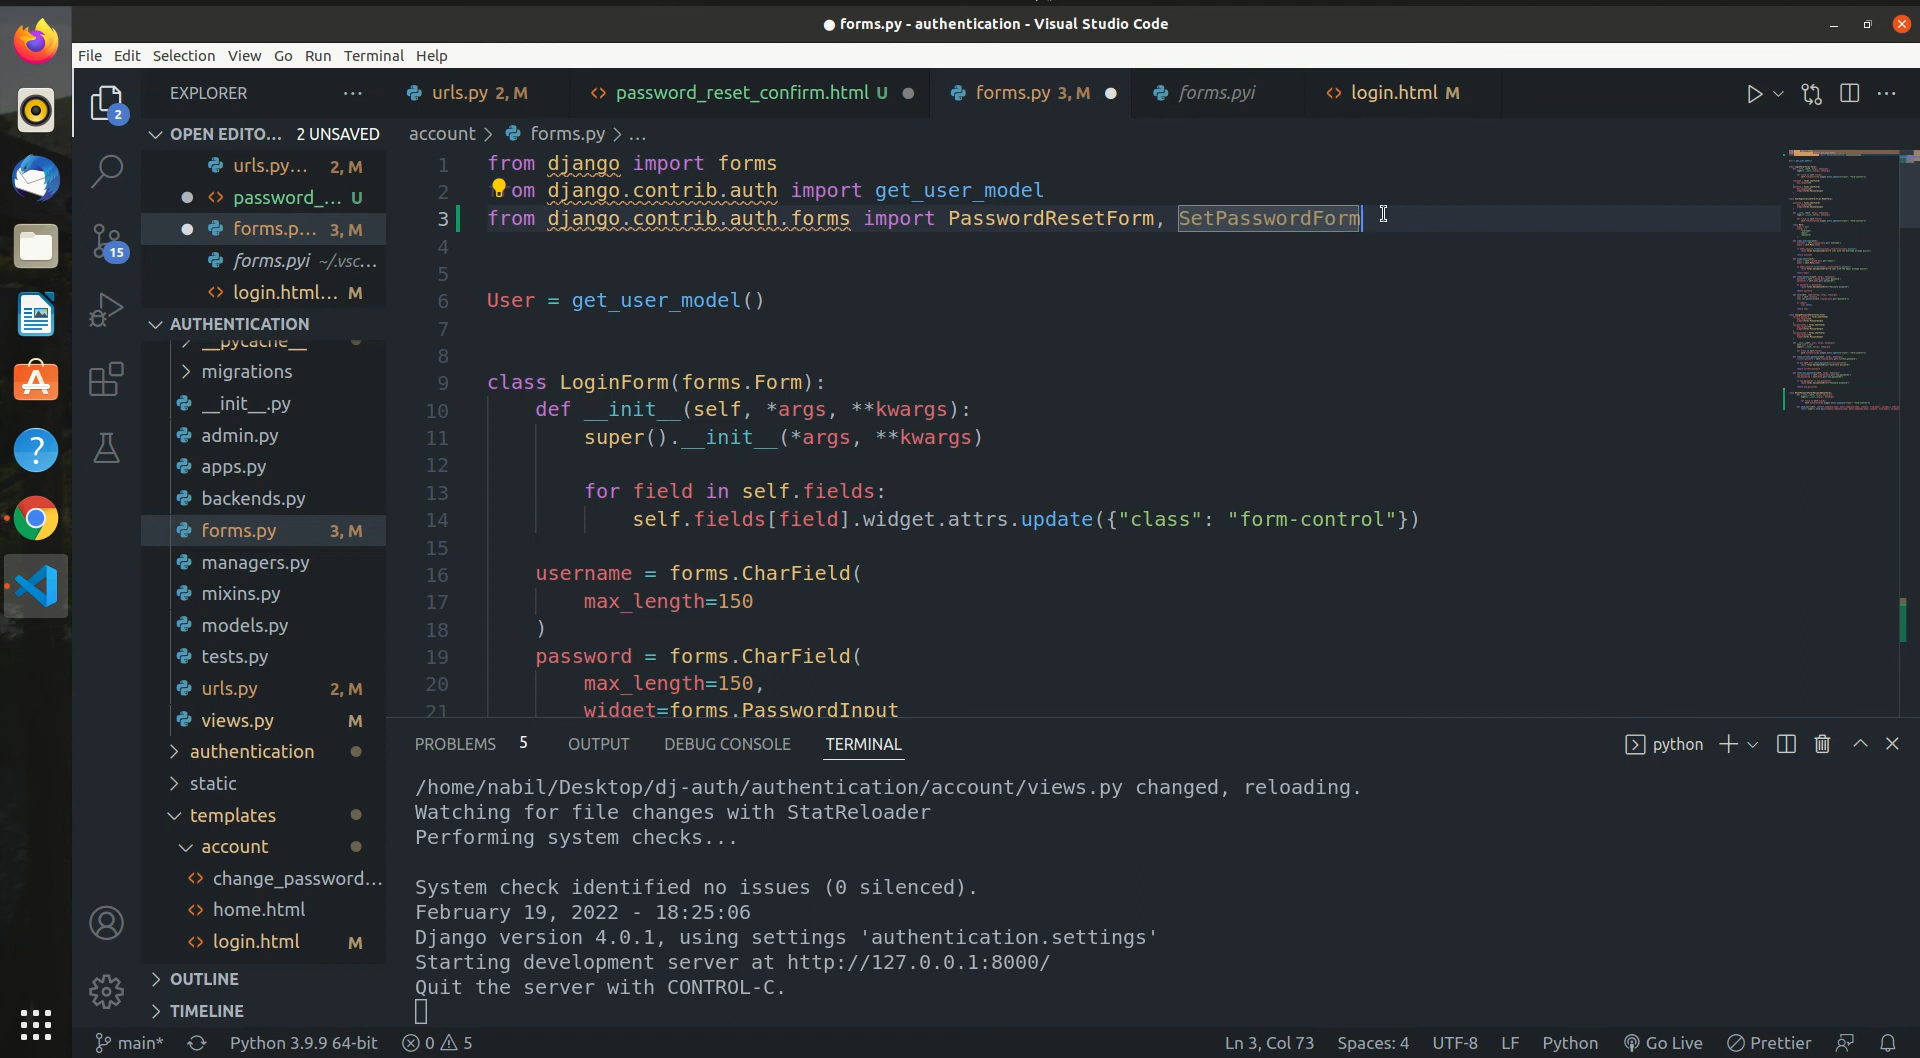 forms.py - authentication - Visual Studio Code
File Edit Selection View Go Run Terminal Help
EXPLORER
urls.py 2, M
password_reset_confirm.html U
forms.py 3, M
forms.pyi
login.html M
2
OPEN EDITO... 2 UNSAVED
urls.py... 2, M
password_... U
forms.p... 3, M
forms.pyi ~/.vsc...
login.html... M
15
AUTHENTICATION
__pycache__
migrations
__init__.py
admin.py
apps.py
backends.py
forms.py 3, M
managers.py
mixins.py
models.py
tests.py
urls.py 2, M
views.py M
authentication
static
templates
account
change_password...
home.html
login.html M
OUTLINE
TIMELINE
account > forms.py > ...
1 from django import forms
2 from django.contrib.auth import get_user_model
3 from django.contrib.auth.forms import PasswordResetForm, SetPasswordForm
4
5
6 User = get_user_model()
7
8
9 class LoginForm(forms.Form):
10 def __init__(self, *args, **kwargs):
11 super().__init__(*args, **kwargs)
12
13 for field in self.fields:
14 self.fields[field].widget.attrs.update({"class": "form-control"})
15
16 username = forms.CharField(
17 max_length=150
18 )
19 password = forms.CharField(
20 max_length=150,
21 widget=forms.PasswordInput
PROBLEMS 5 OUTPUT DEBUG CONSOLE TERMINAL
python
/home/nabil/Desktop/dj-auth/authentication/account/views.py changed, reloading.
Watching for file changes with StatReloader
Performing system checks...
System check identified no issues (0 silenced).
February 19, 2022 - 18:25:06
Django version 4.0.1, using settings 'authentication.settings'
Starting development server at http://127.0.0.1:8000/
Quit the server with CONTROL-C.
main* Python 3.9.9 64-bit 0 5 Ln 3, Col 73 Spaces: 4 UTF-8 LF Python Go Live Prettier